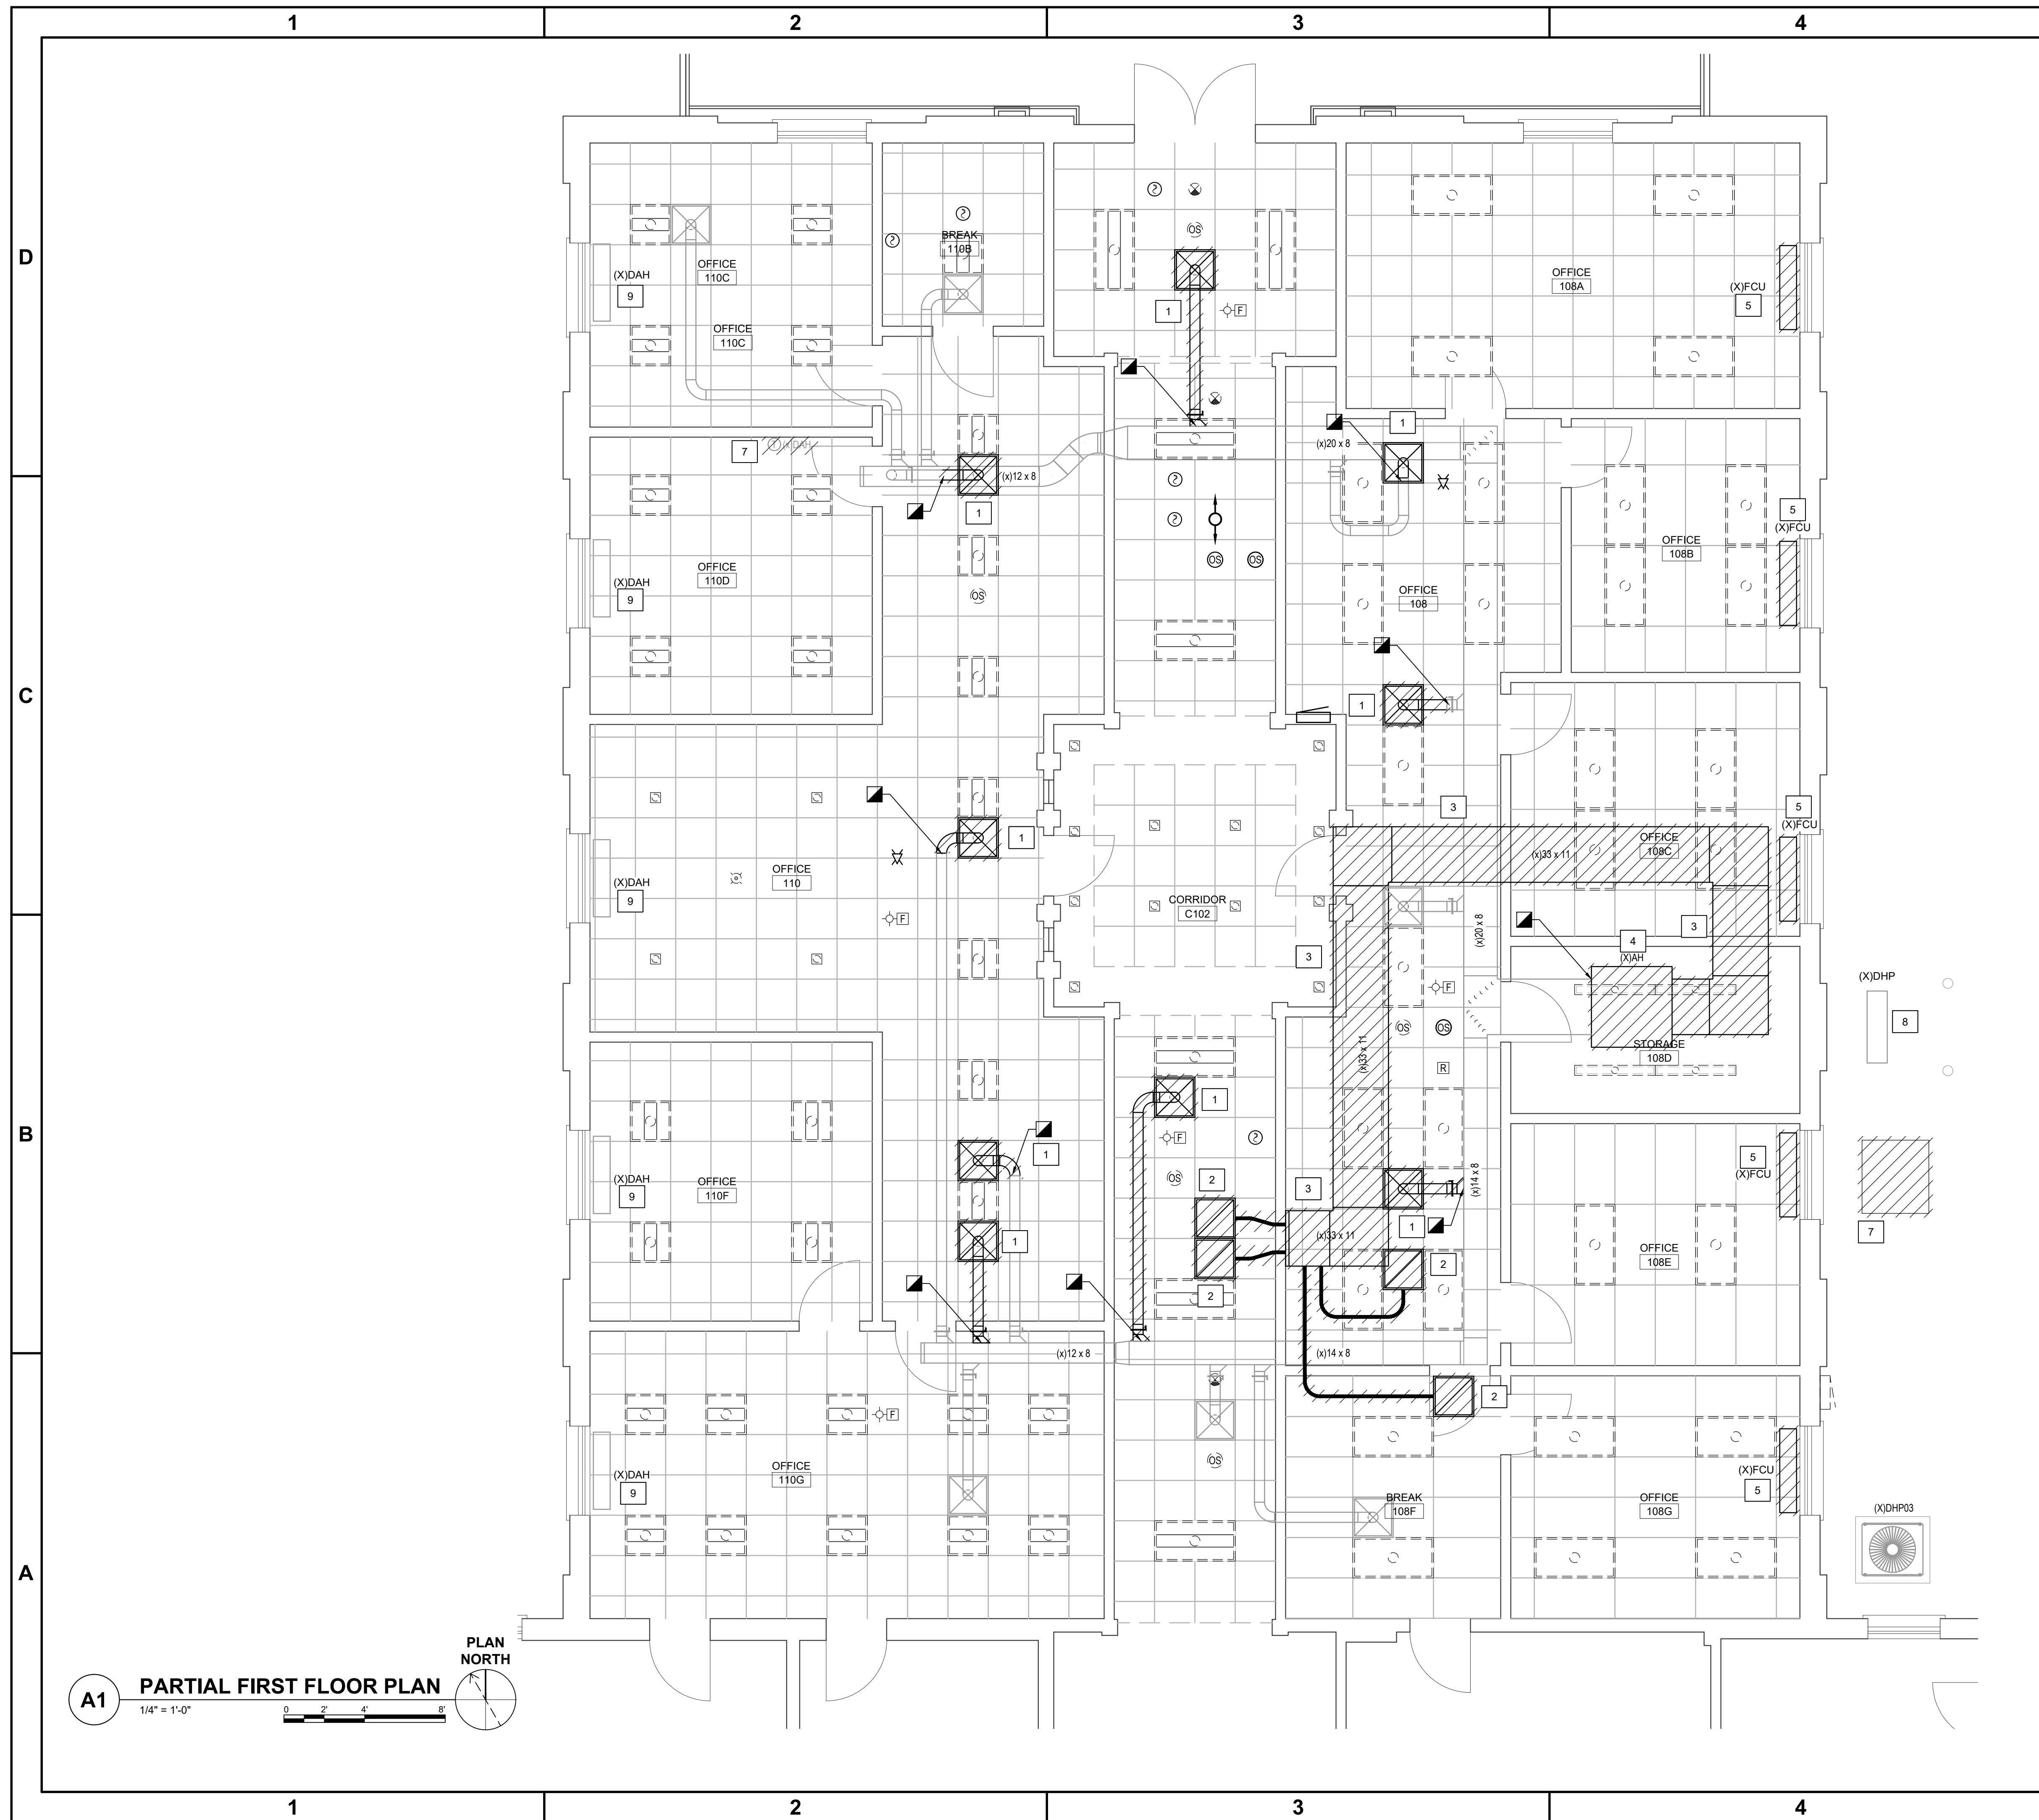 1
2
3
4
D
C
B
A
OS
BREAK
110B
(X)DAH
9
OFFICE
110C
OFFICE
108A
(X)FCU
5
1
F
OFFICE
110C
1
7
(x)DAH
(x)20 x 8
(x)12 x 8
1
5
(X)FCU
OFFICE
108B
OS
OS
OFFICE
110D
(X)DAH
9
OS
OFFICE
108
1
3
5
(X)FCU
1
OFFICE
108C
(x)33 x 11
OFFICE
110
(X)DAH
9
CORRIDOR
C102
F
(x)20 x 8
3
4
(X)AH
3
(X)DHP
8
F
OS
OS
STORAGE
108D
(x)33 x 11
R
1
F
1
5
(X)FCU
OS
2
3
(x)14 x 8
OFFICE
110F
(X)DAH
9
1
1
7
(x)33 x 11
OFFICE
108E
2
2
(x)12 x 8
(x)14 x 8
2
F
OS
OFFICE
110G
(X)DAH
9
(X)FCU
5
BREAK
108F
OFFICE
108G
(X)DHP03
PLAN
NORTH
A1
PARTIAL FIRST FLOOR PLAN
1/4" = 1'-0"
0 2' 4' 8'
1
2
3
4